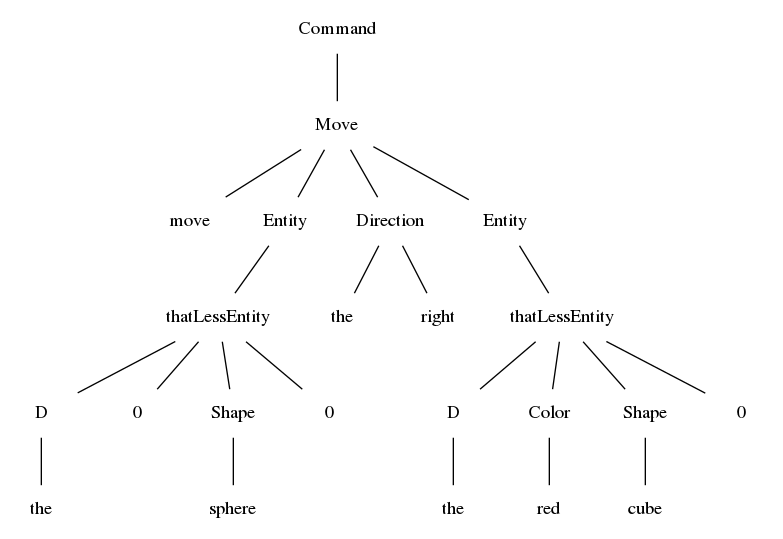 Command
Move
move Entity Direction Entity
thatLessEntity the right thatLessEntity
D 0 Shape 0 D Color Shape 0
the sphere the red cube